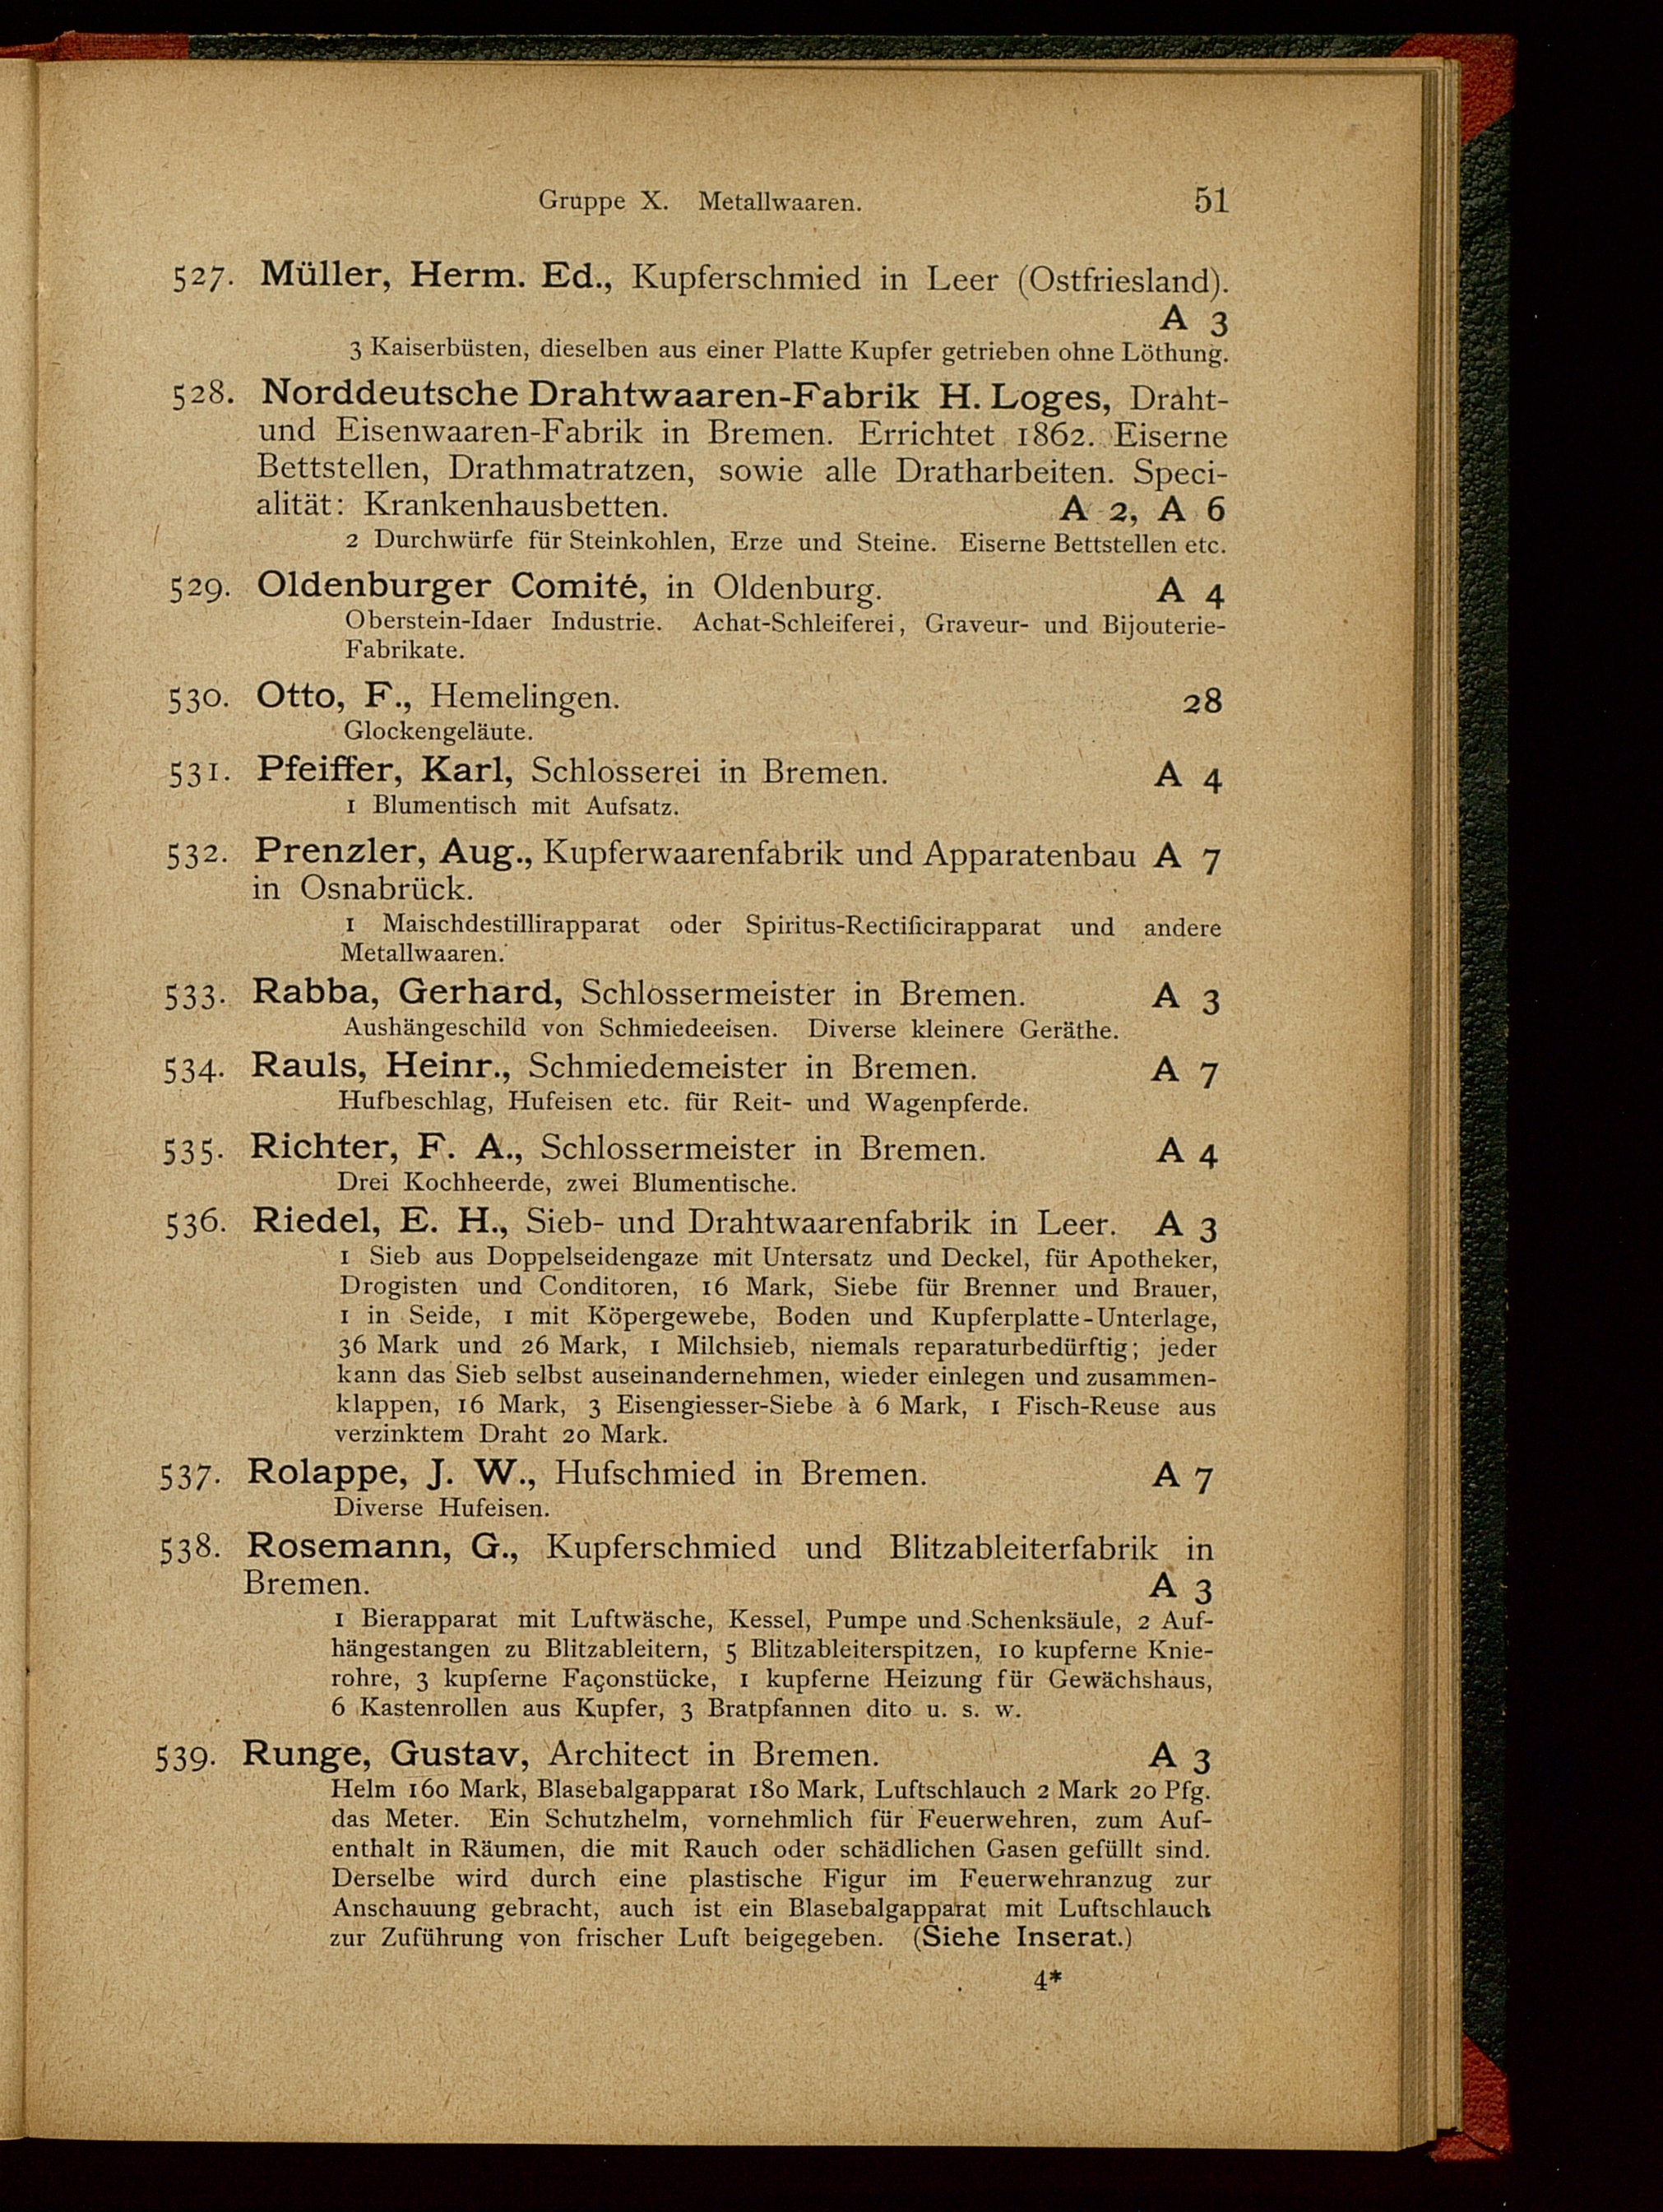 Gruppe X. Metallwaaren. 51
527. Müller, Herm. Ed., Kupferschmied in Leer (Ostfriesland).
A 3
3 Kaiserbüsten, dieselben aus einer Platte Kupfer getrieben ohne Löthung.
528. Norddeutsche Drahtwaaren-Fabrik H. Loges, Draht-
und Eisenwaaren-Fabrik in Bremen. Errichtet 1862. Eiserne
Bettstellen, Drathmatratzen, sowie alle Dratharbeiten. Speci-
alität: Krankenhausbetten. A 2, A 6
2 Durchwürfe für Steinkohlen, Erze und Steine. Eiserne Bettstellen etc.
529. Oldenburger Comité, in Oldenburg. A 4
Oberstein-Idaer Industrie. Achat-Schleiferei, Graveur- und Bijouterie-
Fabrikate.
530. Otto, F., Hemelingen. 28
Glockengeläute.
531. Pfeiffer, Karl, Schlosserei in Bremen. A 4
1 Blumentisch mit Aufsatz.
532. Prenzler, Aug., Kupferwaarenfabrik und Apparatenbau A 7
in Osnabrück.
1 Maischdestillirapparat oder Spiritus-Rectificirapparat und andere
Metallwaaren.
533. Rabba, Gerhard, Schlossermeister in Bremen. A 3
Aushängeschild von Schmiedeeisen. Diverse kleinere Geräthe.
534. Rauls, Heinr., Schmiedemeister in Bremen. A 7
Hufbeschlag, Hufeisen etc. für Reit- und Wagenpferde.
535. Richter, F. A., Schlossermeister in Bremen. A 4
Drei Kochheerde, zwei Blumentische.
536. Riedel, E. H., Sieb- und Drahtwaarenfabrik in Leer. A 3
1 Sieb aus Doppelseidengaze mit Untersatz und Deckel, für Apotheker,
Drogisten und Conditoren, 16 Mark, Siebe für Brenner und Brauer,
1 in Seide, 1 mit Köpergewebe, Boden und Kupferplatte-Unterlage,
36 Mark und 26 Mark, 1 Milchsieb, niemals reparaturbedürftig; jeder
kann das Sieb selbst auseinandernehmen, wieder einlegen und zusammen-
klappen, 16 Mark, 3 Eisengiesser-Siebe à 6 Mark, 1 Fisch-Reuse aus
verzinktem Draht 20 Mark.
537. Rolappe, J. W., Hufschmied in Bremen. A 7
Diverse Hufeisen.
538. Rosemann, G., Kupferschmied und Blitzableiterfabrik in
Bremen. A 3
1 Bierapparat mit Luftwäsche, Kessel, Pumpe und Schenksäule, 2 Auf-
hängestangen zu Blitzableitern, 5 Blitzableiterspitzen, 10 kupferne Knie-
rohre, 3 kupferne Façonstücke, 1 kupferne Heizung für Gewächshaus,
6 Kastenrollen aus Kupfer, 3 Bratpfannen dito u. s. w.
539. Runge, Gustav, Architect in Bremen. A 3
Helm 160 Mark, Blasebalgapparat 180 Mark, Luftschlauch 2 Mark 20 Pfg.
das Meter. Ein Schutzhelm, vornehmlich für Feuerwehren, zum Auf-
enthalt in Räumen, die mit Rauch oder schädlichen Gasen gefüllt sind.
Derselbe wird durch eine plastische Figur im Feuerwehranzug zur
Anschauung gebracht, auch ist ein Blasebalgapparat mit Luftschlauch
zur Zuführung von frischer Luft beigegeben. (Siehe Inserat.)
4*